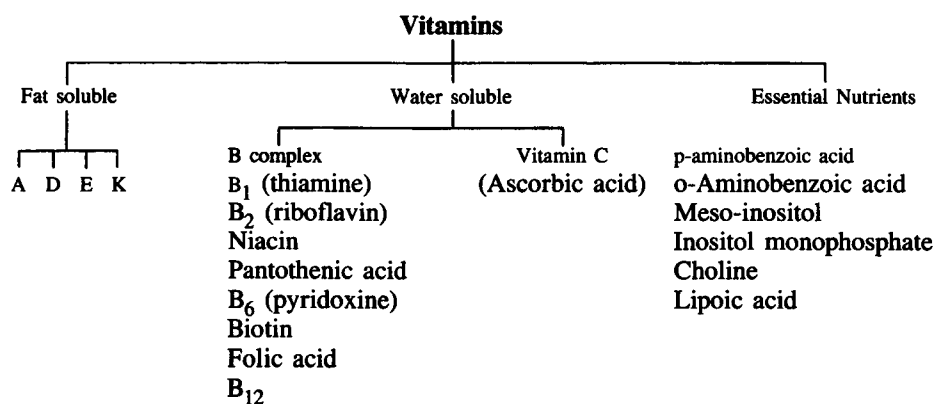 Vitamins
Fat soluble
Water soluble
Essential Nutrients
A D E K
B complex
B1 (thiamine)
B2 (riboflavin)
Niacin
Pantothenic acid
B6 (pyridoxine)
Biotin
Folic acid
B12
Vitamin C
(Ascorbic acid)
p-aminobenzoic acid
o-Aminobenzoic acid
Meso-inositol
Inositol monophosphate
Choline
Lipoic acid